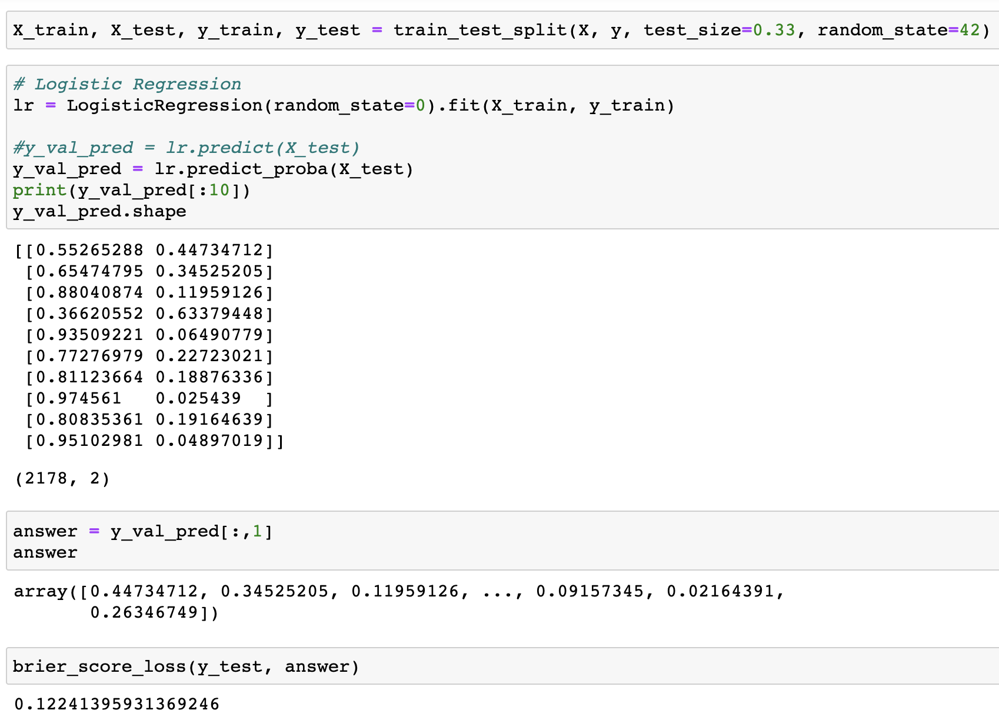 X_train, X_test, y_train, y_test = train_test_split(X, y, test_size=0.33, random_state=42)
# Logistic Regression
lr = LogisticRegression(random_state=0).fit(X_train, y_train)
#y_val_pred = lr.predict(X_test)
y_val_pred = lr.predict_proba(X_test)
print(y_val_pred[:10])
y_val_pred.shape
[[0.55265288 0.44734712]
 [0.65474795 0.34525205]
 [0.88040874 0.11959126]
 [0.36620552 0.63379448]
 [0.93509221 0.06490779]
 [0.77276979 0.22723021]
 [0.81123664 0.18876336]
 [0.974561   0.025439  ]
 [0.80835361 0.19164639]
 [0.95102981 0.04897019]]
(2178, 2)
answer = y_val_pred[:,1]
answer
array([0.44734712, 0.34525205, 0.11959126, ..., 0.09157345, 0.02164391,
       0.26346749])
brier_score_loss(y_test, answer)
0.12241395931369246